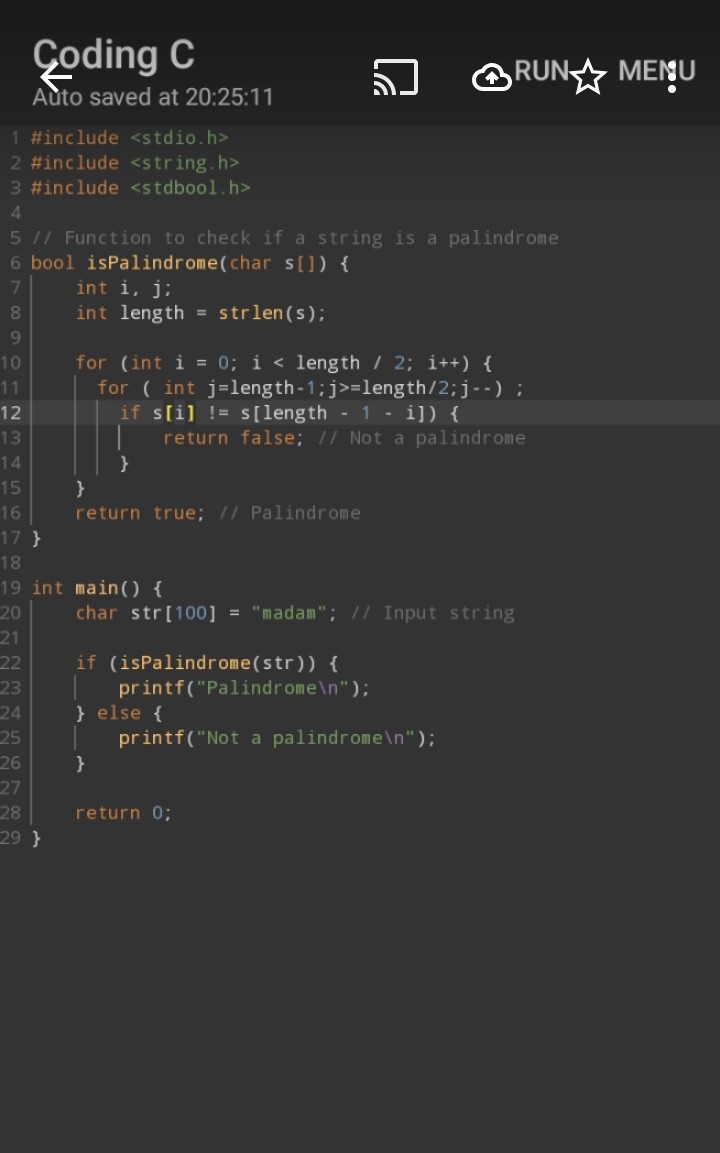 Coding C
RUN MENU
Auto saved at 20:25:11
1 #include <stdio.h>
2 #include <string.h>
3 #include <stdbool.h>
4
5 // Function to check if a string is a palindrome
6 bool isPalindrome(char s[]) {
7     int i, j;
8     int length = strlen(s);
9
10     for (int i = 0; i < length / 2; i++) {
11       for ( int j=length-1;j>=length/2;j--) ;
12         if s[i] != s[length - 1 - i]) {
13             return false; // Not a palindrome
14         }
15     }
16     return true; // Palindrome
17 }
18
19 int main() {
20     char str[100] = "madam"; // Input string
21
22     if (isPalindrome(str)) {
23         printf("Palindrome\n");
24     } else {
25         printf("Not a palindrome\n");
26     }
27
28     return 0;
29 }